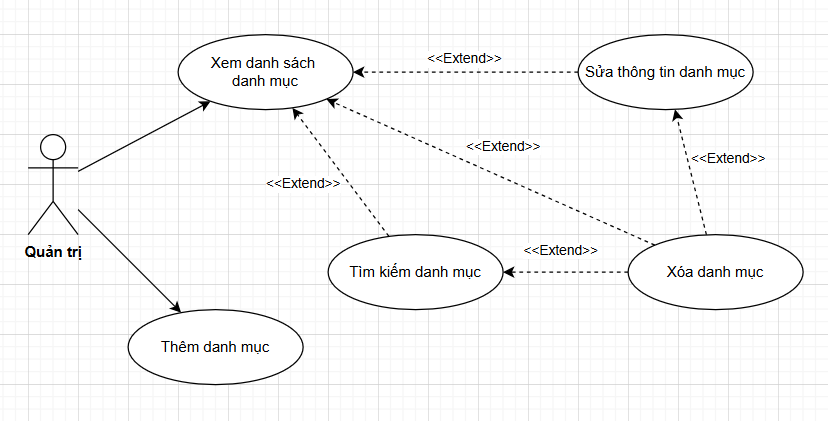 Xem danh sách
danh mục
<<Extend>>
Sửa thông tin danh mục
<<Extend>>
<<Extend>>
<<Extend>>
Quản trị
<<Extend>>
Tìm kiếm danh mục
Xóa danh mục
Thêm danh mục